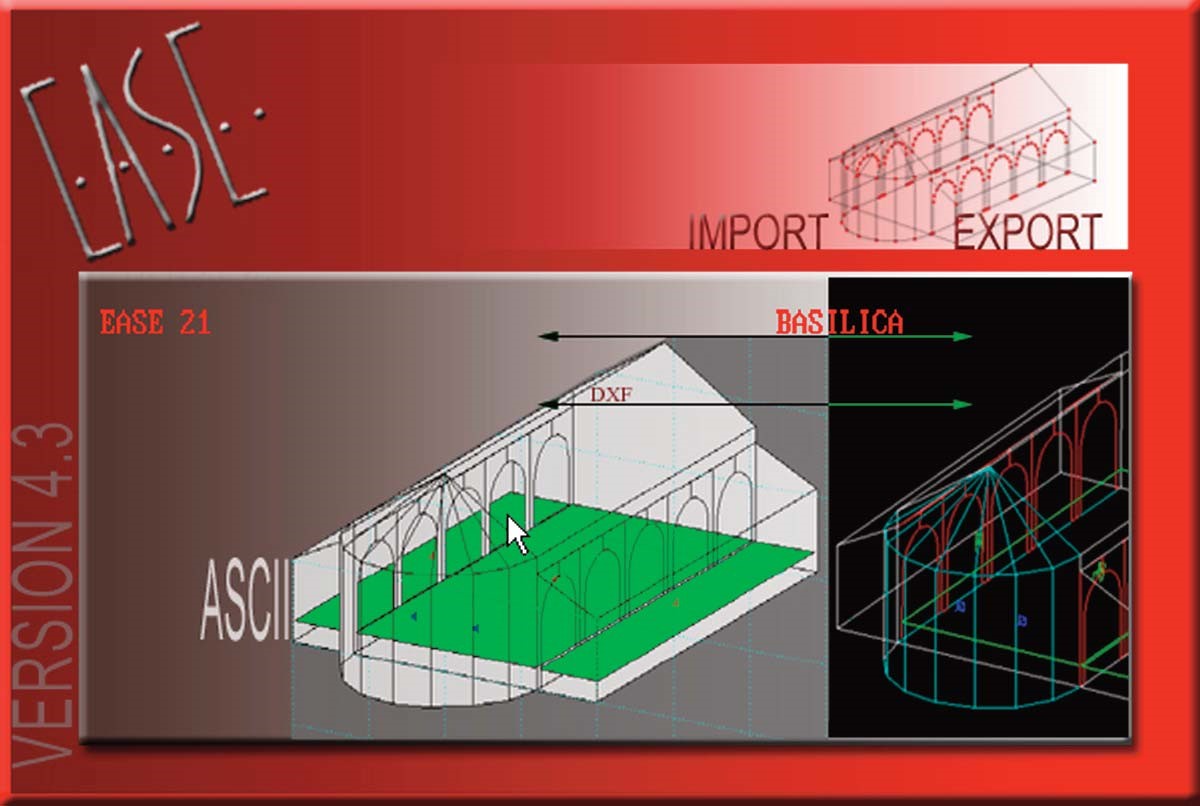 EASE
IMPORT EXPORT
EASE 21 BASILICA
DXF
ASCII
VERSION 4.3